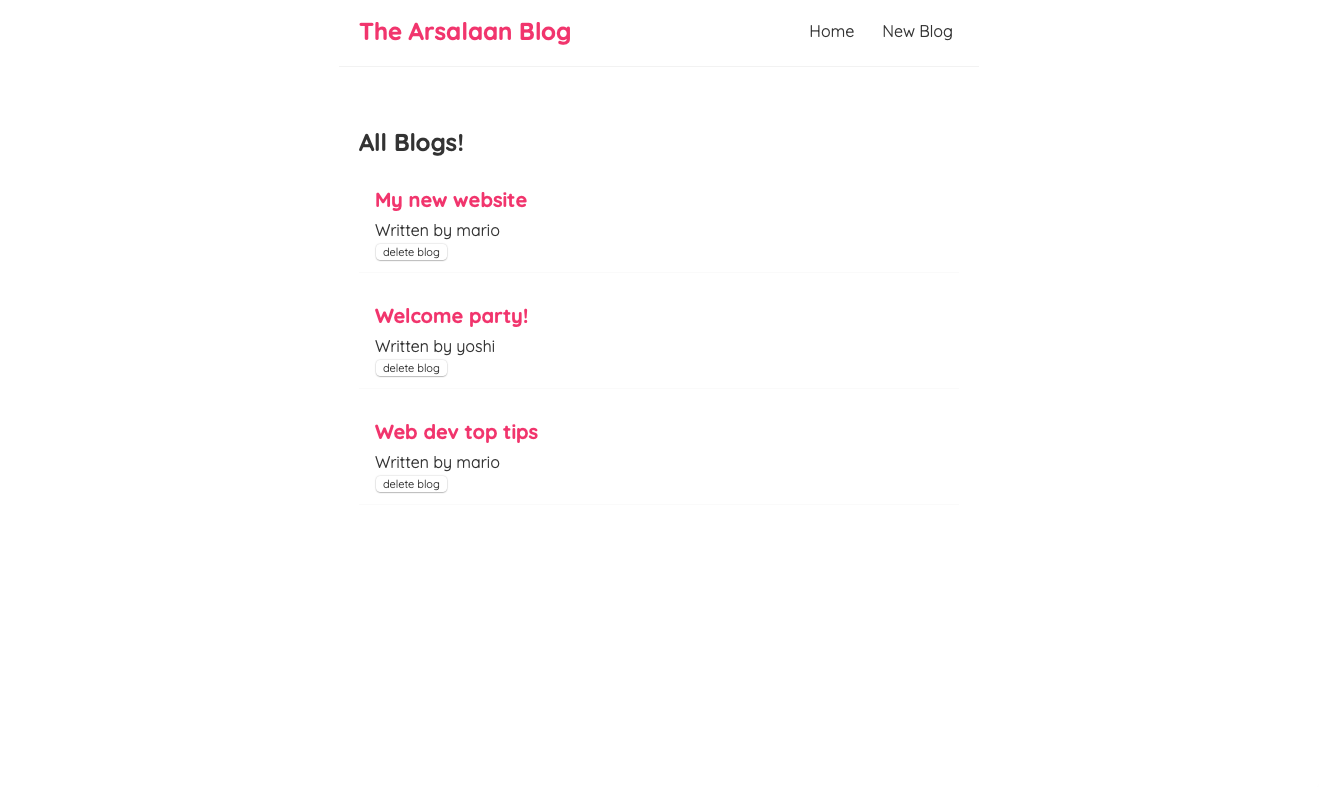 The Arsalaan Blog
Home
New Blog
All Blogs!
My new website
Written by mario
delete blog
Welcome party!
Written by yoshi
delete blog
Web dev top tips
Written by mario
delete blog